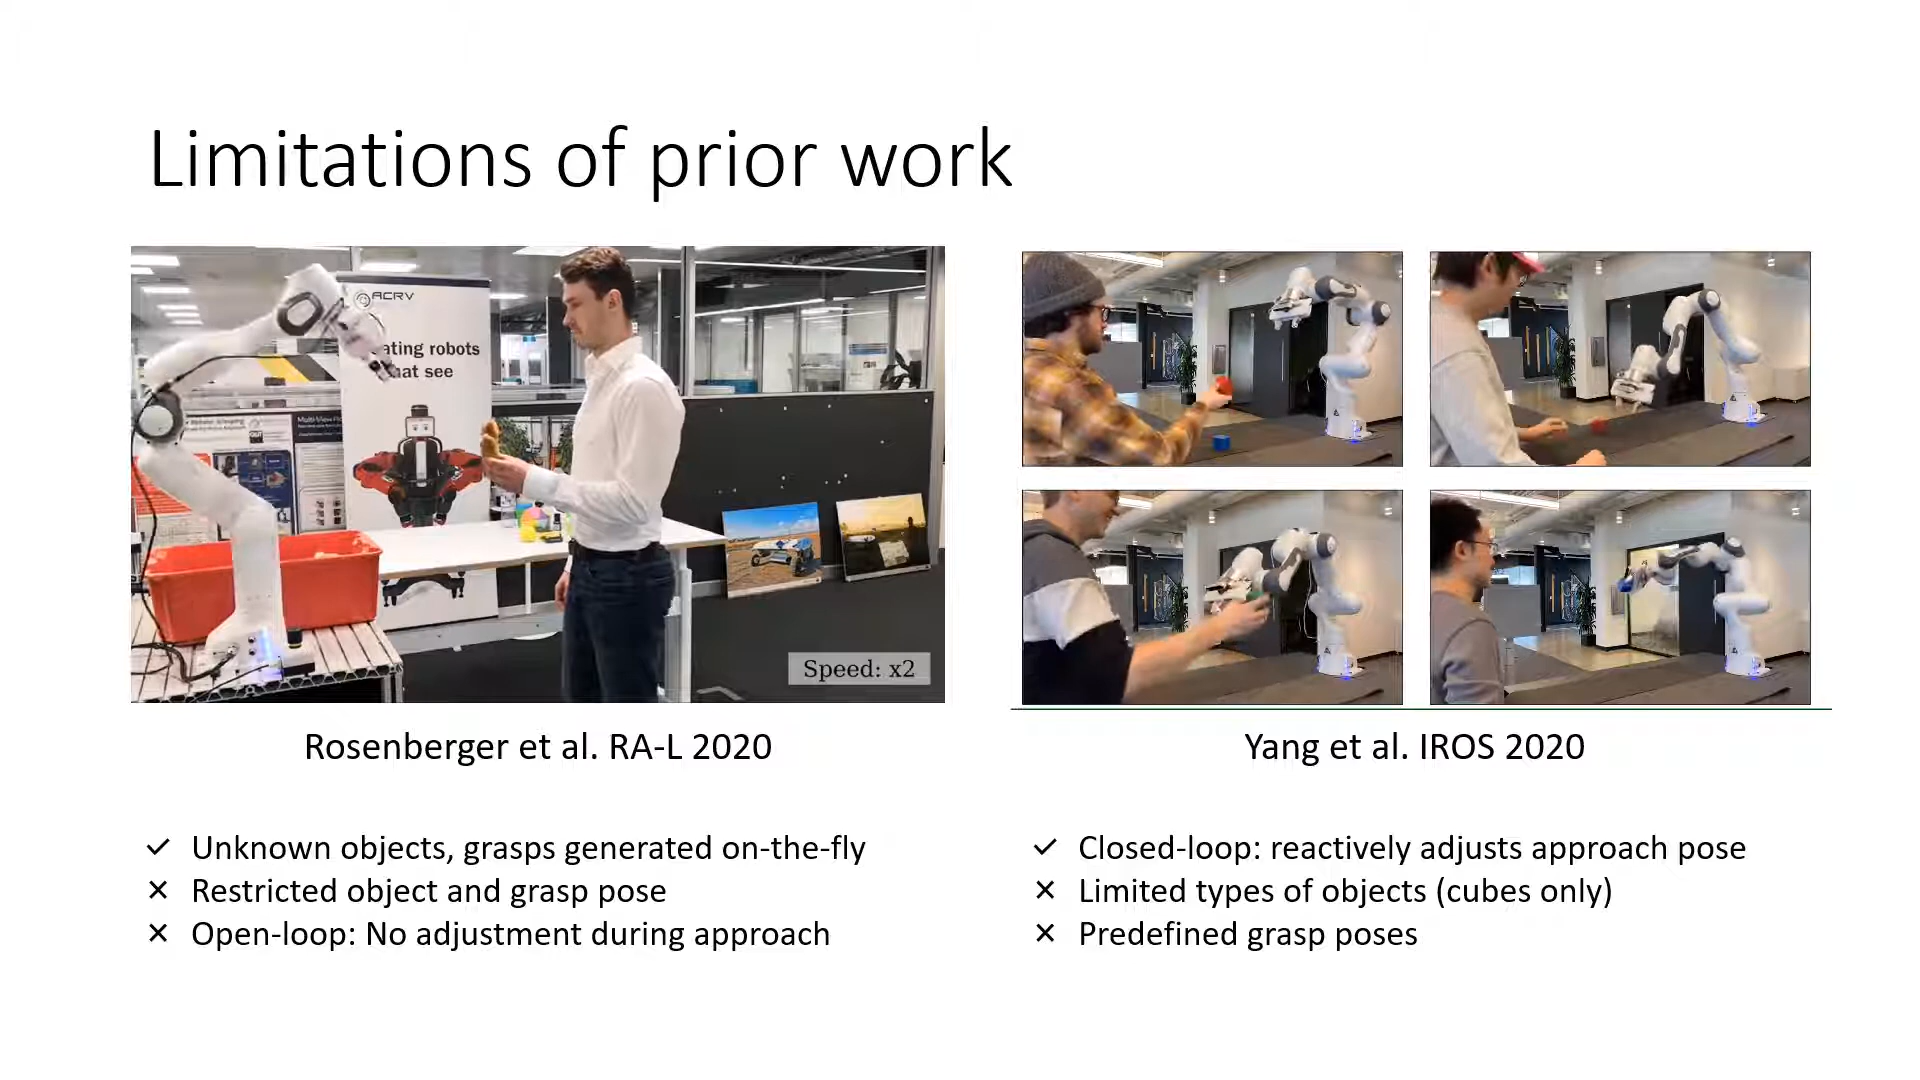 Limitations of prior work
ACRV
ating robots
hat see
Speed: x2
Rosenberger et al. RA-L 2020
✓ Unknown objects, grasps generated on-the-fly
× Restricted object and grasp pose
× Open-loop: No adjustment during approach
Yang et al. IROS 2020
✓ Closed-loop: reactively adjusts approach pose
× Limited types of objects (cubes only)
× Predefined grasp poses